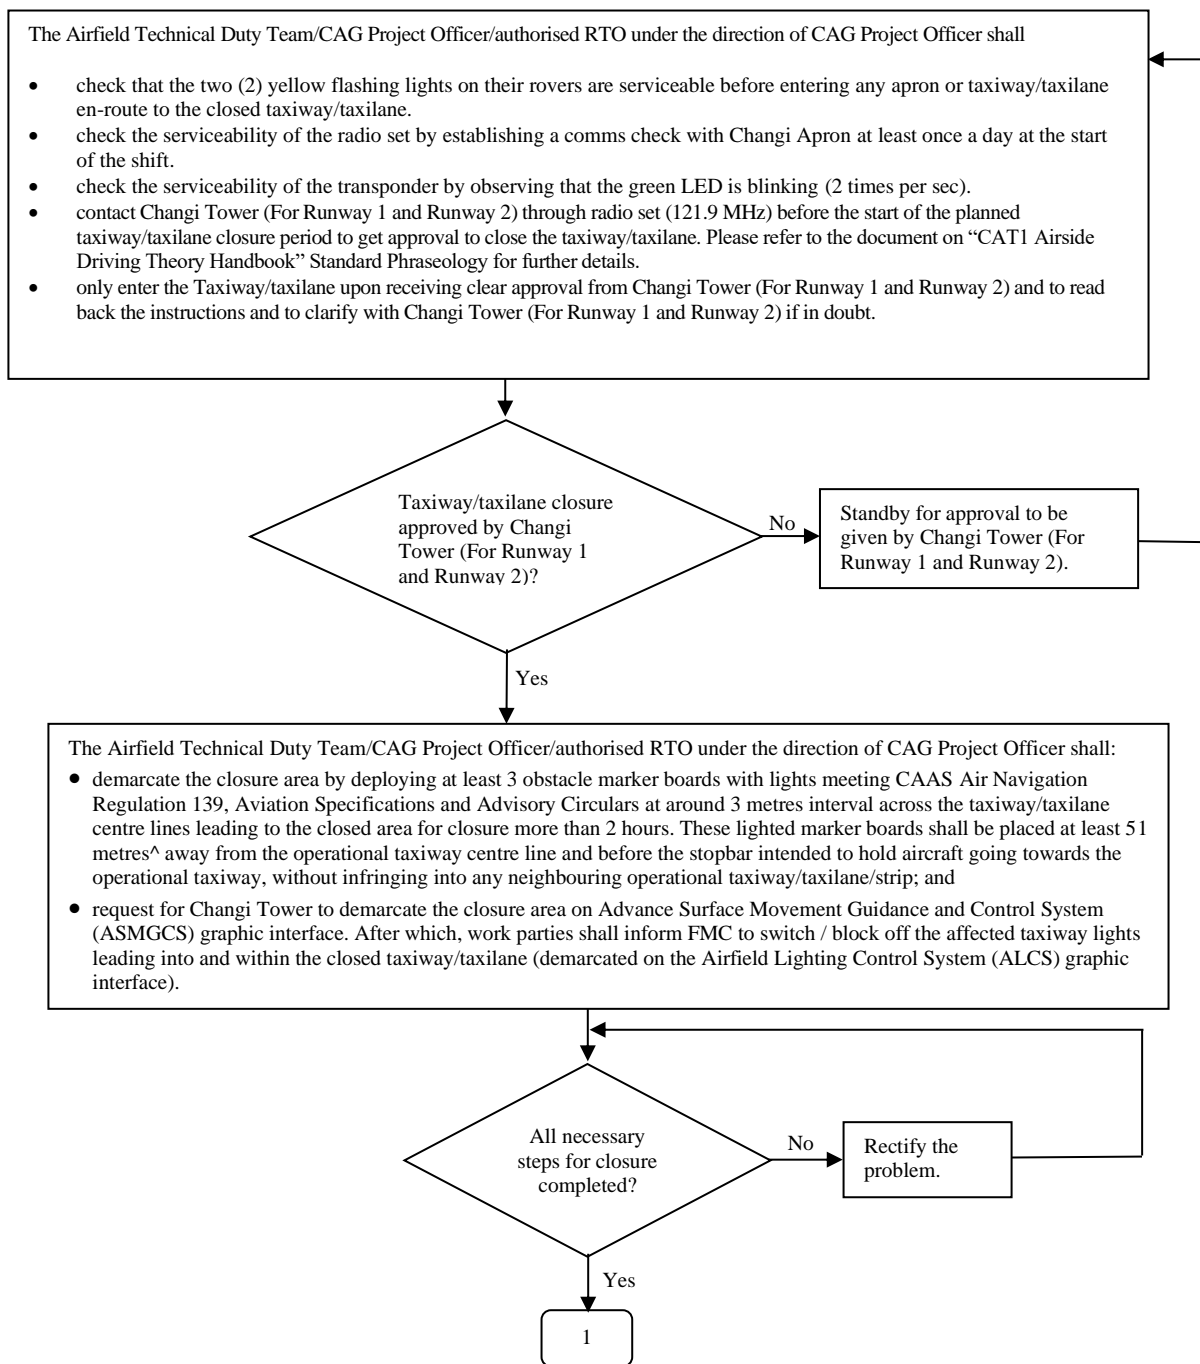 The Airfield Technical Duty Team/CAG Project Officer/authorised RTO under the direction of CAG Project Officer shall
• check that the two (2) yellow flashing lights on their rovers are serviceable before entering any apron or taxiway/taxilane
en-route to the closed taxiway/taxilane.
• check the serviceability of the radio set by establishing a comms check with Changi Apron at least once a day at the start
of the shift.
• check the serviceability of the transponder by observing that the green LED is blinking (2 times per sec).
• contact Changi Tower (For Runway 1 and Runway 2) through radio set (121.9 MHz) before the start of the planned
taxiway/taxilane closure period to get approval to close the taxiway/taxilane. Please refer to the document on “CAT1 Airside
Driving Theory Handbook” Standard Phraseology for further details.
• only enter the Taxiway/taxilane upon receiving clear approval from Changi Tower (For Runway 1 and Runway 2) and to read
back the instructions and to clarify with Changi Tower (For Runway 1 and Runway 2) if in doubt.
Taxiway/taxilane closure
approved by Changi
Tower (For Runway 1
and Runway 2)?
No
Standby for approval to be
given by Changi Tower (For
Runway 1 and Runway 2).
Yes
The Airfield Technical Duty Team/CAG Project Officer/authorised RTO under the direction of CAG Project Officer shall:
• demarcate the closure area by deploying at least 3 obstacle marker boards with lights meeting CAAS Air Navigation
Regulation 139, Aviation Specifications and Advisory Circulars at around 3 metres interval across the taxiway/taxilane
centre lines leading to the closed area for closure more than 2 hours. These lighted marker boards shall be placed at least 51
metres^ away from the operational taxiway centre line and before the stopbar intended to hold aircraft going towards the
operational taxiway, without infringing into any neighbouring operational taxiway/taxilane/strip; and
• request for Changi Tower to demarcate the closure area on Advance Surface Movement Guidance and Control System
(ASMGCS) graphic interface. After which, work parties shall inform FMC to switch / block off the affected taxiway lights
leading into and within the closed taxiway/taxilane (demarcated on the Airfield Lighting Control System (ALCS) graphic
interface).
All necessary
steps for closure
completed?
No
Rectify the
problem.
Yes
1